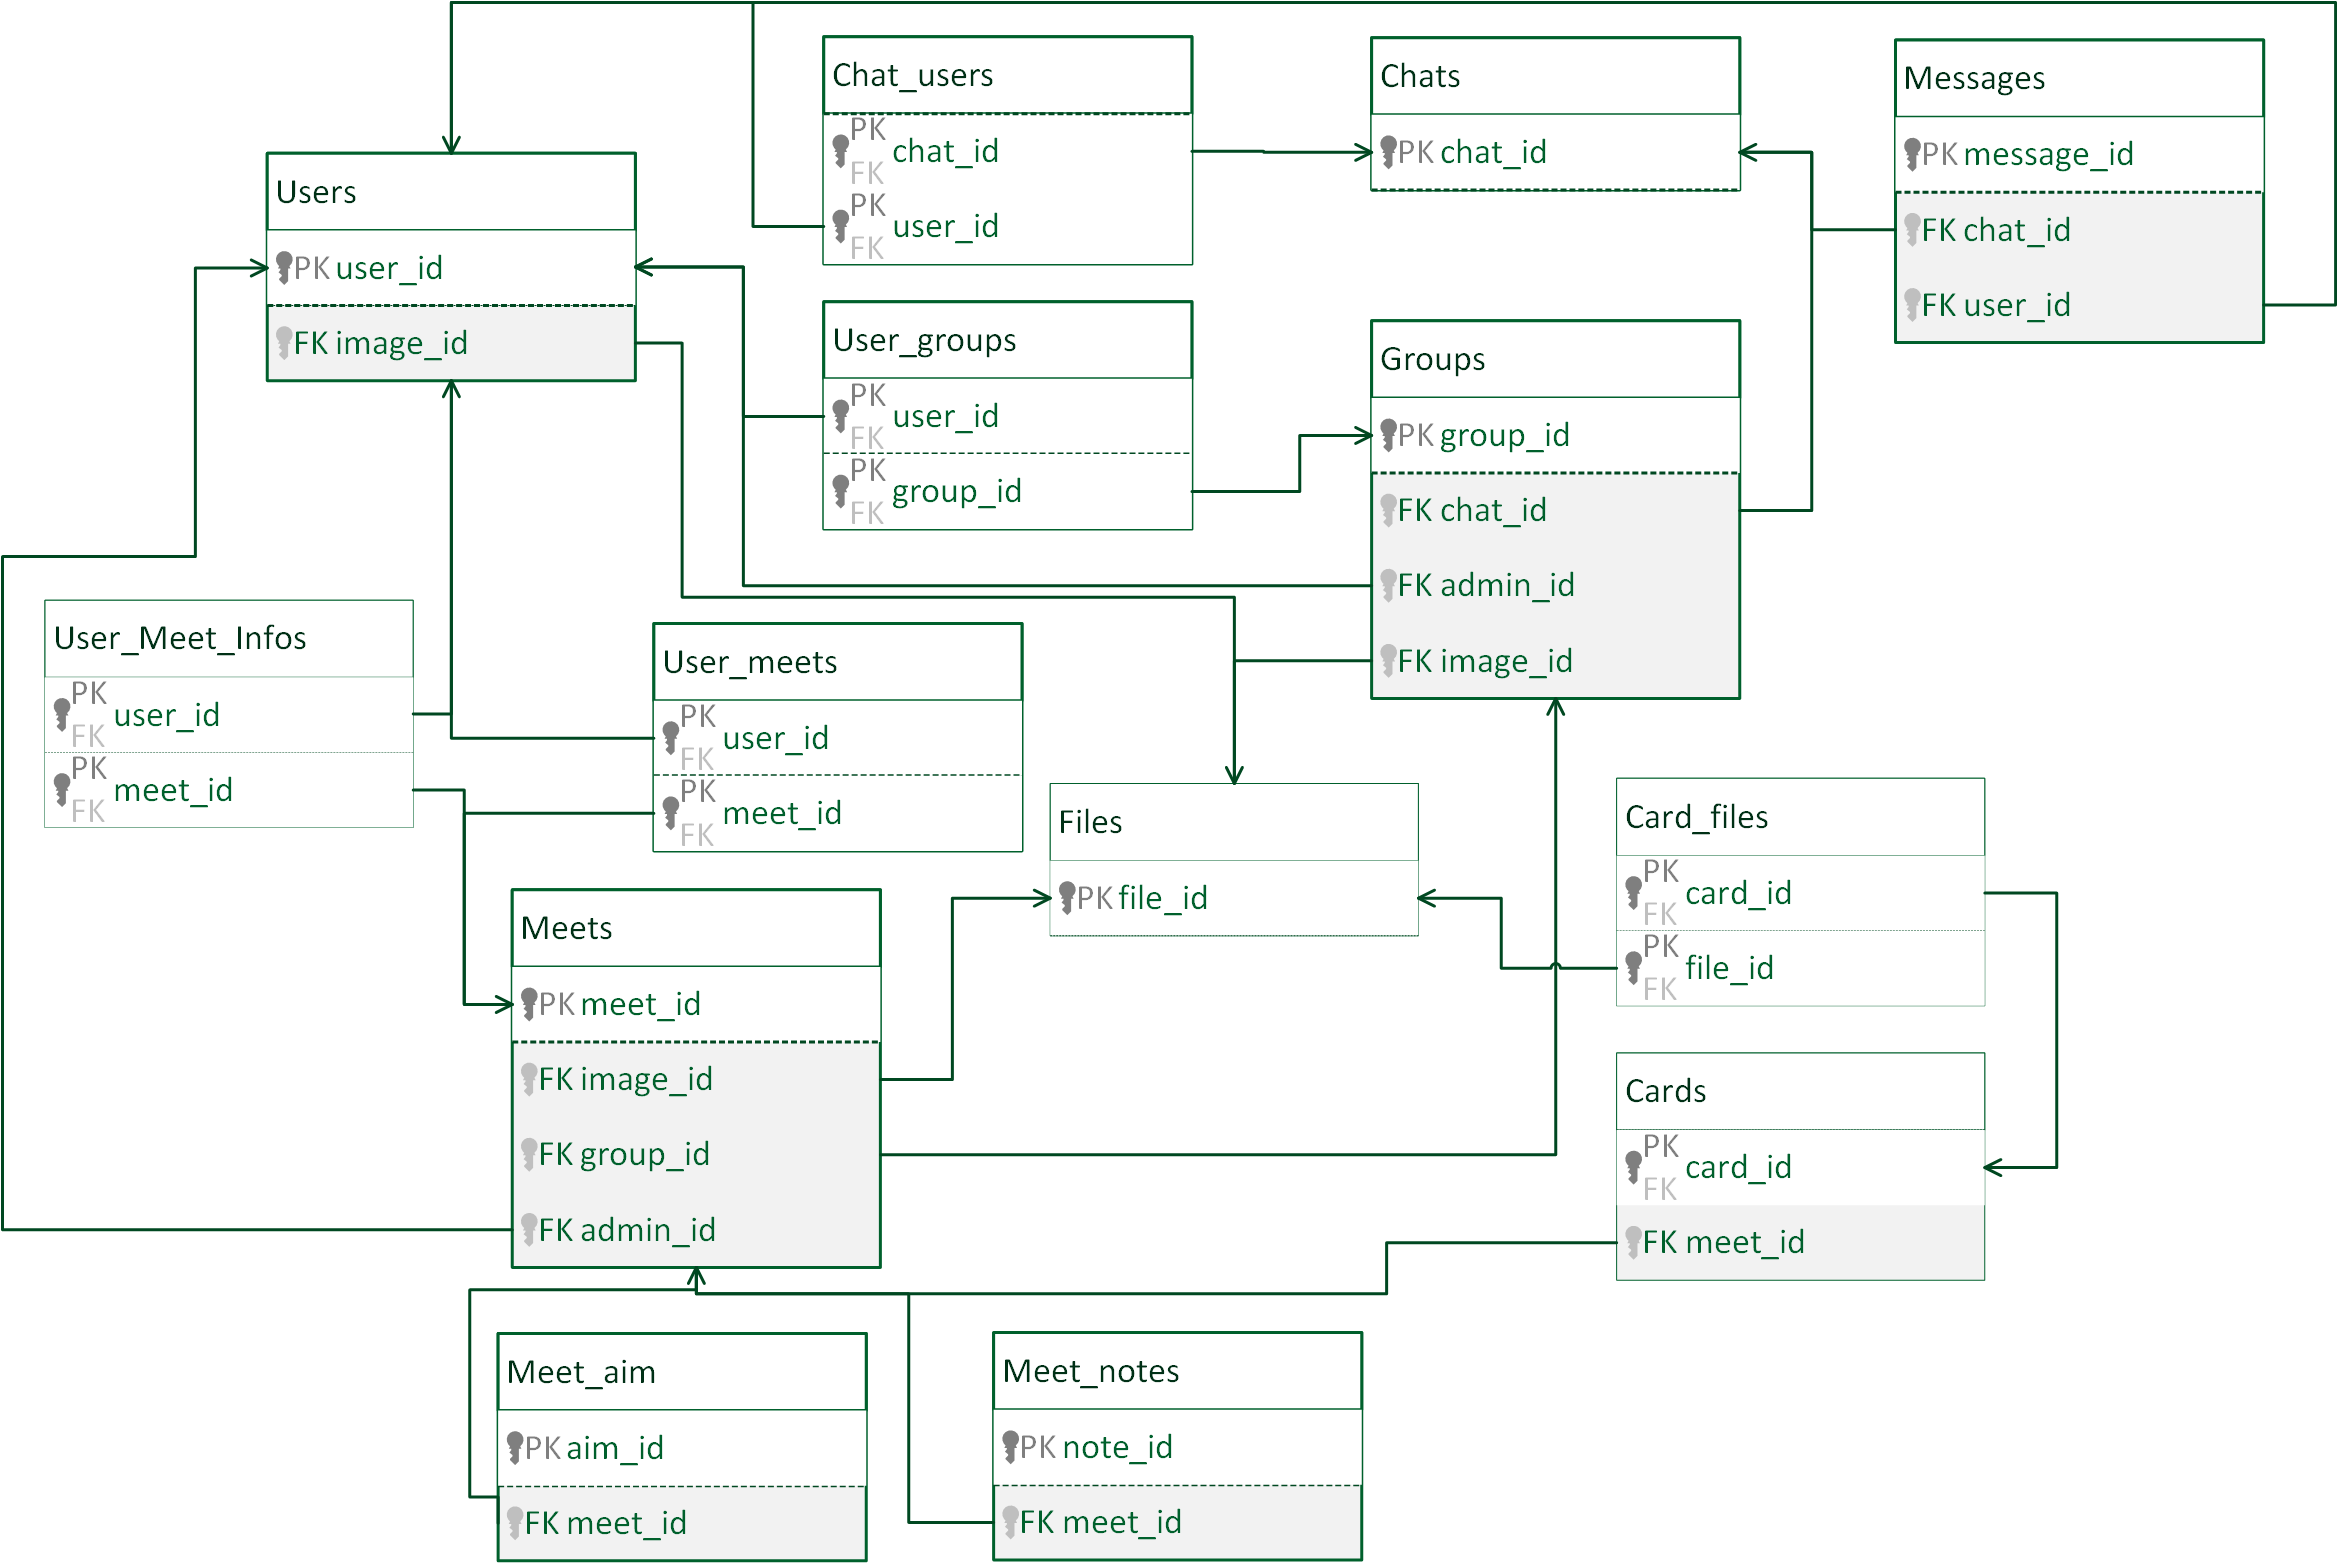 Chat_users
PK
FK
chat_id
PK
FK
user_id
Chats
PK chat_id
Messages
PK message_id
FK chat_id
FK user_id
Users
PK user_id
FK image_id
User_groups
PK
FK
user_id
PK
FK
group_id
Groups
PK group_id
FK chat_id
FK admin_id
FK image_id
User_Meet_Infos
PK
FK
user_id
PK
FK
meet_id
User_meets
PK
FK
user_id
PK
FK
meet_id
Files
PK file_id
Card_files
PK
FK
card_id
PK
FK
file_id
Meets
PK meet_id
FK image_id
FK group_id
FK admin_id
Cards
PK
FK
card_id
FK meet_id
Meet_aim
PK aim_id
FK meet_id
Meet_notes
PK note_id
FK meet_id